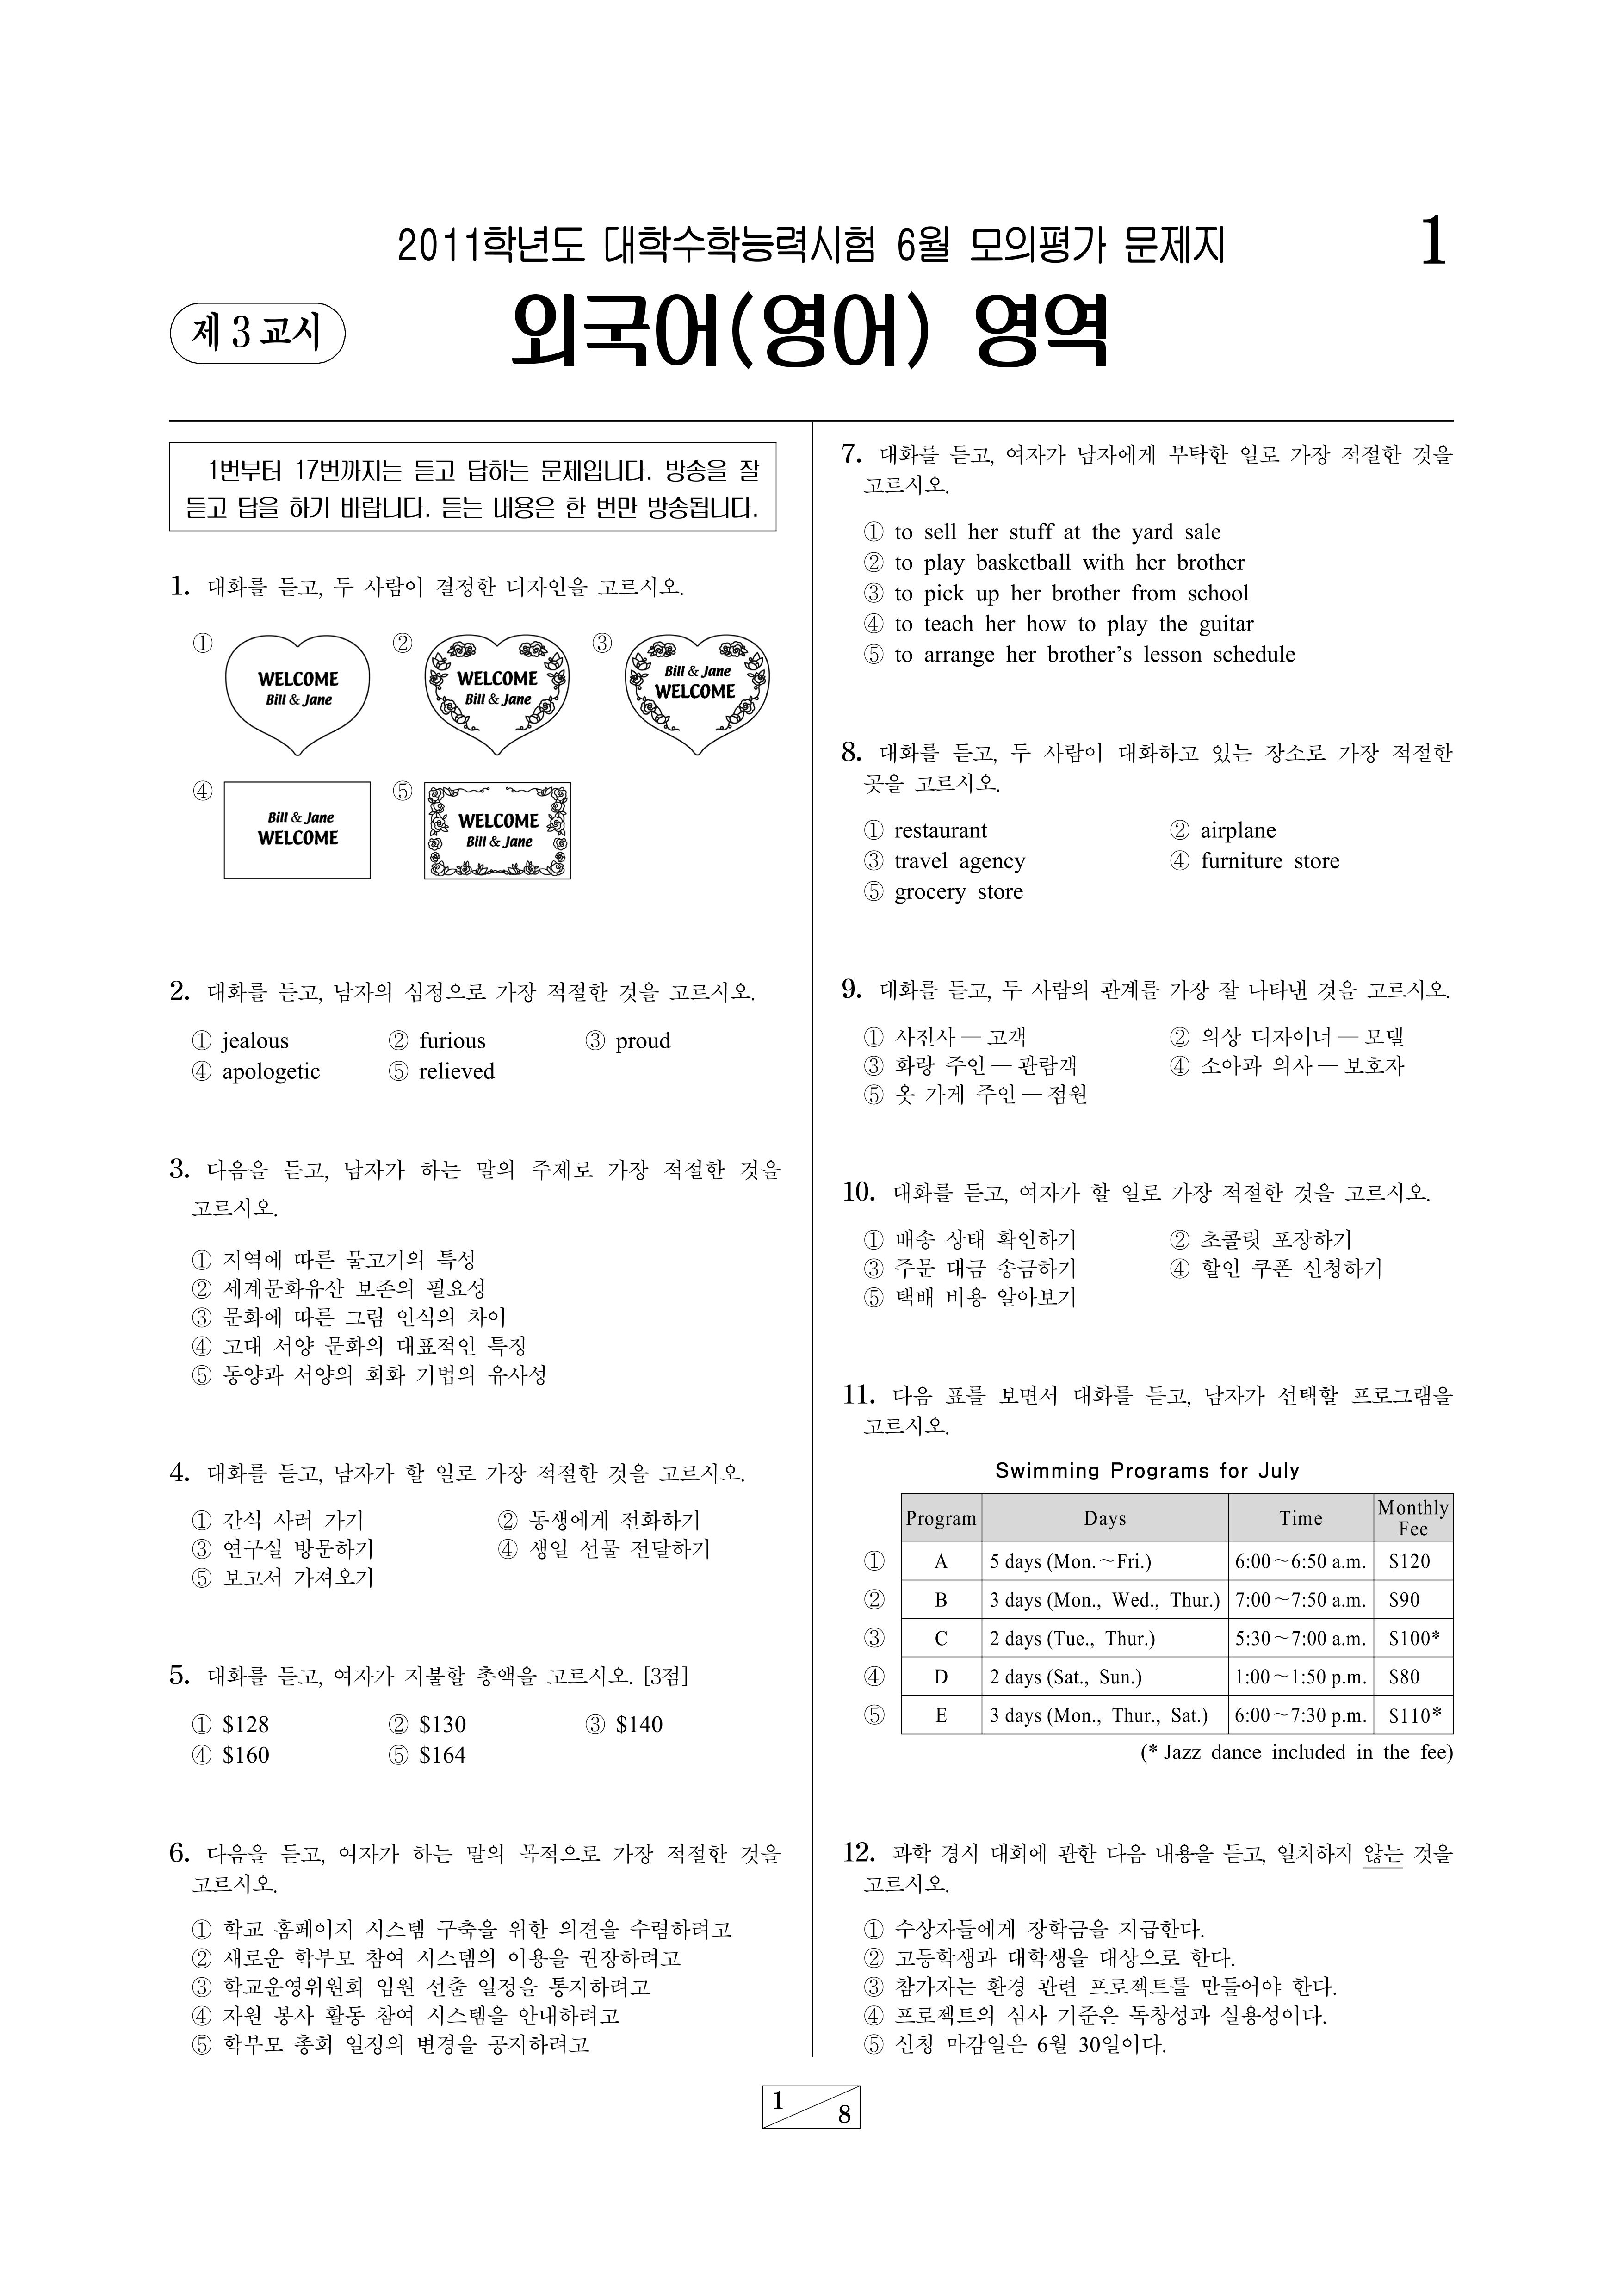 2011학년도 대학수학능력시험 6월 모의평가 문제지
1
제 3 교시
외국어(영어) 영역
1번부터 17번까지는 듣고 답하는 문제입니다. 방송을 잘
듣고 답을 하기 바랍니다. 듣는 내용은 한 번만 방송됩니다.
1. 대화를 듣고, 두 사람이 결정한 디자인을 고르시오.
① ② ③
WELCOME
Bill & Jane
WELCOME
Bill & Jane
Bill & Jane
WELCOME
④ ⑤
Bill & Jane
WELCOME
WELCOME
Bill & Jane
2. 대화를 듣고, 남자의 심정으로 가장 적절한 것을 고르시오.
① jealous ② furious ③ proud
④ apologetic ⑤ relieved
3. 다음을 듣고, 남자가 하는 말의 주제로 가장 적절한 것을
고르시오.
① 지역에 따른 물고기의 특성
② 세계문화유산 보존의 필요성
③ 문화에 따른 그림 인식의 차이
④ 고대 서양 문화의 대표적인 특징
⑤ 동양과 서양의 회화 기법의 유사성
4. 대화를 듣고, 남자가 할 일로 가장 적절한 것을 고르시오.
① 간식 사러 가기 ② 동생에게 전화하기
③ 연구실 방문하기 ④ 생일 선물 전달하기
⑤ 보고서 가져오기
5. 대화를 듣고, 여자가 지불할 총액을 고르시오. [3점]
① $128 ② $130 ③ $140
④ $160 ⑤ $164
6. 다음을 듣고, 여자가 하는 말의 목적으로 가장 적절한 것을
고르시오.
① 학교 홈페이지 시스템 구축을 위한 의견을 수렴하려고
② 새로운 학부모 참여 시스템의 이용을 권장하려고
③ 학교운영위원회 임원 선출 일정을 통지하려고
④ 자원 봉사 활동 참여 시스템을 안내하려고
⑤ 학부모 총회 일정의 변경을 공지하려고
7. 대화를 듣고, 여자가 남자에게 부탁한 일로 가장 적절한 것을
고르시오.
① to sell her stuff at the yard sale
② to play basketball with her brother
③ to pick up her brother from school
④ to teach her how to play the guitar
⑤ to arrange her brother's lesson schedule
8. 대화를 듣고, 두 사람이 대화하고 있는 장소로 가장 적절한
곳을 고르시오.
① restaurant ② airplane
③ travel agency ④ furniture store
⑤ grocery store
9. 대화를 듣고, 두 사람의 관계를 가장 잘 나타낸 것을 고르시오.
① 사진사 — 고객 ② 의상 디자이너 — 모델
③ 화랑 주인 — 관람객 ④ 소아과 의사 — 보호자
⑤ 옷 가게 주인 — 점원
10. 대화를 듣고, 여자가 할 일로 가장 적절한 것을 고르시오.
① 배송 상태 확인하기 ② 초콜릿 포장하기
③ 주문 대금 송금하기 ④ 할인 쿠폰 신청하기
⑤ 택배 비용 알아보기
11. 다음 표를 보면서 대화를 듣고, 남자가 선택할 프로그램을
고르시오.
Swimming Programs for July
Program Days Time Monthly Fee
① A 5 days (Mon.～Fri.) 6:00～6:50 a.m. $120
② B 3 days (Mon., Wed., Thur.) 7:00～7:50 a.m. $90
③ C 2 days (Tue., Thur.) 5:30～7:00 a.m. $100*
④ D 2 days (Sat., Sun.) 1:00～1:50 p.m. $80
⑤ E 3 days (Mon., Thur., Sat.) 6:00～7:30 p.m. $110*
(* Jazz dance included in the fee)
12. 과학 경시 대회에 관한 다음 내용을 듣고, 일치하지 않는 것을
고르시오.
① 수상자들에게 장학금을 지급한다.
② 고등학생과 대학생을 대상으로 한다.
③ 참가자는 환경 관련 프로젝트를 만들어야 한다.
④ 프로젝트의 심사 기준은 독창성과 실용성이다.
⑤ 신청 마감일은 6월 30일이다.
1 8